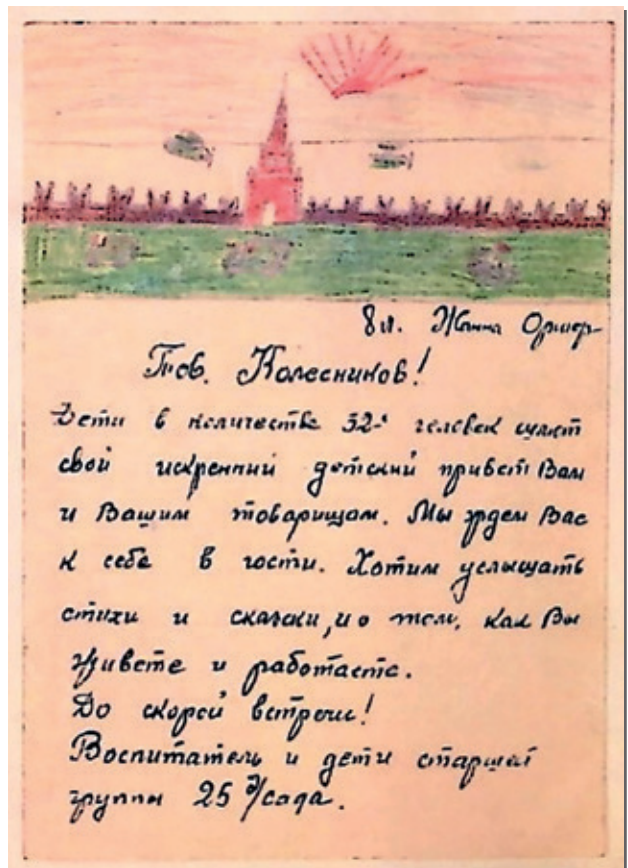 8 л. Жанна
Тов. Колесников!
Дети в количестве 32-х человек шлют
свой искренний детский привет Вам
и Вашим товарищам. Мы ждем Вас
к себе в гости. Хотим услышать
стихи и сказки, и о том, как Вы
живете и работаете.
До скорой встречи!
Воспитатель и дети старшей
группы 25 д/сада.